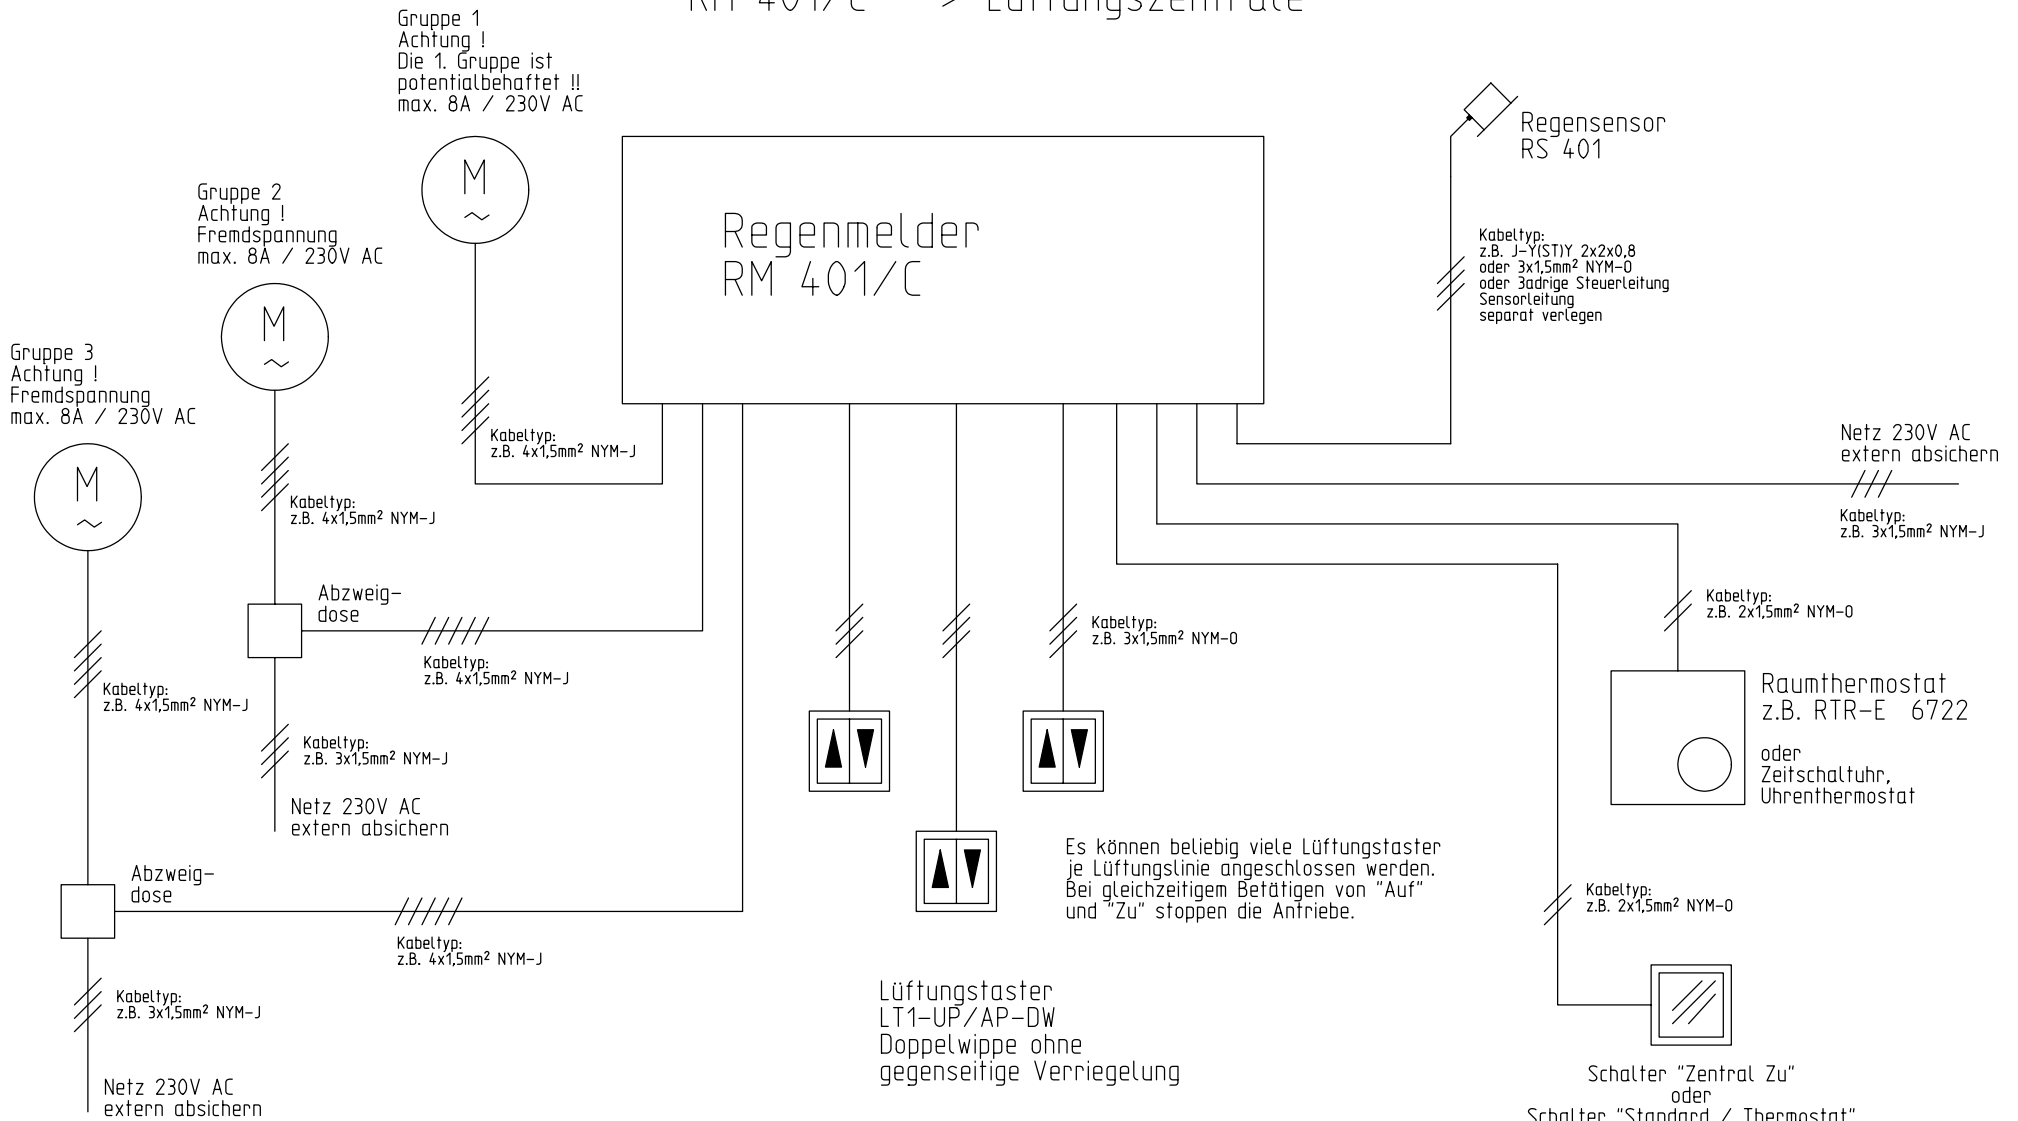 RM 401/C --> Lüftungszentrale
Gruppe 1
Achtung !
Die 1. Gruppe ist
potentialbehaftet !!
max. 8A / 230V AC
M
~
Gruppe 2
Achtung !
Fremdspannung
max. 8A / 230V AC
M
~
Gruppe 3
Achtung !
Fremdspannung
max. 8A / 230V AC
M
~
Regenmelder
RM 401/C
Regensensor
RS 401
Kabeltyp:
z.B. J-Y(ST)Y 2x2x0,8
oder 3x1,5mm² NYM-O
oder 3adrige Steuerleitung
Sensorleitung
separat verlegen
Kabeltyp:
z.B. 4x1,5mm² NYM-J
Netz 230V AC
extern absichern
Kabeltyp:
z.B. 3x1,5mm² NYM-J
Kabeltyp:
z.B. 4x1,5mm² NYM-J
Abzweig-
dose
Kabeltyp:
z.B. 4x1,5mm² NYM-J
Kabeltyp:
z.B. 3x1,5mm² NYM-O
Kabeltyp:
z.B. 2x1,5mm² NYM-O
Kabeltyp:
z.B. 4x1,5mm² NYM-J
Raumthermostat
z.B. RTR-E 6722
oder
Zeitschaltuhr,
Uhrenthermostat
Kabeltyp:
z.B. 3x1,5mm² NYM-J
Netz 230V AC
extern absichern
Abzweig-
dose
Es können beliebig viele Lüftungstaster
je Lüftungslinie angeschlossen werden.
Bei gleichzeitigem Betätigen von "Auf"
und "Zu" stoppen die Antriebe.
Kabeltyp:
z.B. 2x1,5mm² NYM-O
Kabeltyp:
z.B. 4x1,5mm² NYM-J
Kabeltyp:
z.B. 3x1,5mm² NYM-J
Lüftungstaster
LT1-UP/AP-DW
Doppelwippe ohne
gegenseitige Verriegelung
Netz 230V AC
extern absichern
Schalter "Zentral Zu"
oder
Schalter "Standard / Thermostat"